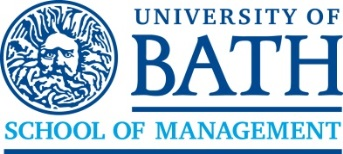 UNIVERSITY OF
BATH
SCHOOL OF MANAGEMENT